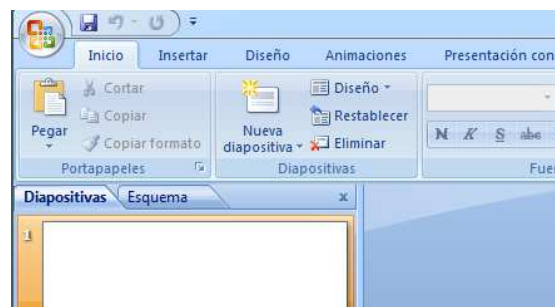 Inicio Insertar Diseño Animaciones Presentación con
Cortar
Copiar
Copiar formato
Pegar
Portapapeles
Nueva
diapositiva
Diseño
Restablecer
Eliminar
Diapositivas
N K S abe
Fue
Diapositivas Esquema x
1